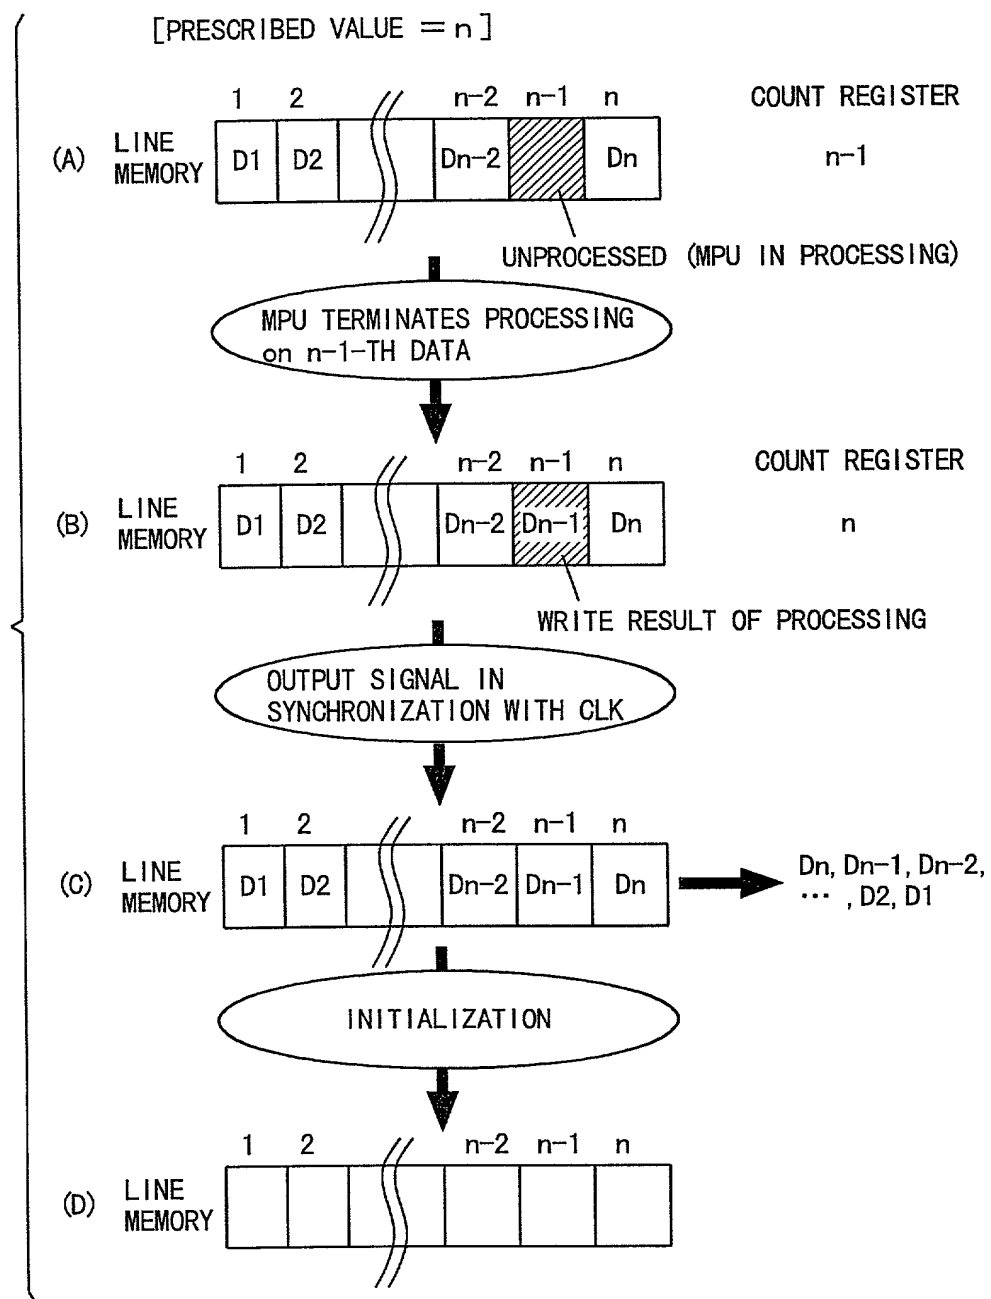 [PRESCRIBED VALUE = n]
1 2 n-2 n-1 n COUNT REGISTER
(A) LINE MEMORY D1 D2 Dn-2 Dn n-1
UNPROCESSED (MPU IN PROCESSING)
MPU TERMINATES PROCESSING
on n-1-TH DATA
1 2 n-2 n-1 n COUNT REGISTER
(B) LINE MEMORY D1 D2 Dn-2 Dn-1 Dn n
WRITE RESULT OF PROCESSING
OUTPUT SIGNAL IN
SYNCHRONIZATION WITH CLK
1 2 n-2 n-1 n
(C) LINE MEMORY D1 D2 Dn-2 Dn-1 Dn
Dn, Dn-1, Dn-2,
… , D2, D1
INITIALIZATION
1 2 n-2 n-1 n
(D) LINE MEMORY